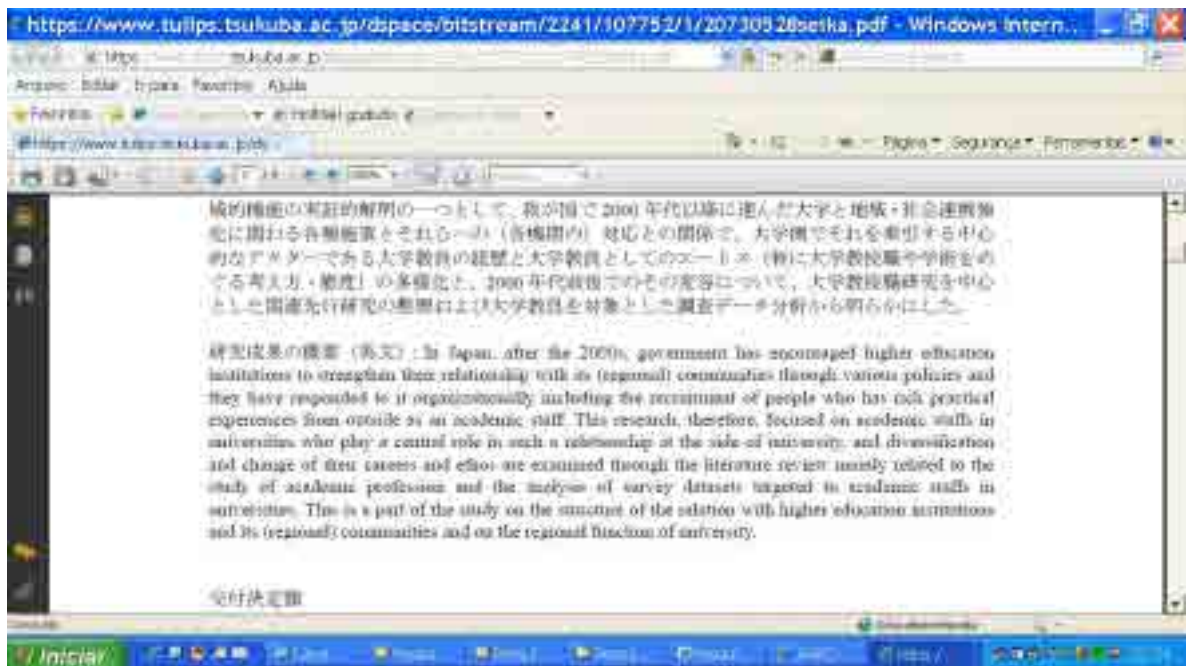 https://www.tulips.tsukuba.ac.jp/dspace/bitstream/2241/107752/1/20730528seika.pdf - Windows Intern...
Favoritos Ajuda
Favoritos
Página Segurança Ferramentas
域的機能の実証的解明の一つとして、我が国で2000 年代以降に進んだ大学と地域・社会連携強
化に関わる各種施策とそれらへの（各機関の）対応との関係で、大学側でそれを牽引する中心
的なアクターである大学教員の経歴と大学教員としてのエートス（特に大学教授職や学術をめ
ぐる考え方・態度）の多様化と、2000 年代前後でのその変容について、大学教授職研究を中心
とした関連先行研究の整理および大学教員を対象とした調査データ分析から明らかにした。
研究成果の概要（英文）: In Japan, after the 2000s, government has encouraged higher education
institutions to strengthen their relationship with its (regional) communities through various policies and
they have responded to it organizationally including the recruitment of people who has rich practical
experiences from outside as an academic staff. This research, therefore, focused on academic staffs in
universities who play a central role in such a relationship at the side of university, and diversification
and change of their careers and ethos are examined through the literature review mainly related to the
study of academic profession and the analyses of survey datasets targeted to academic staffs in
universities. This is a part of the study on the structure of the relation with higher education institutions
and its (regional) communities and on the regional function of university.
交付決定額
Iniciar